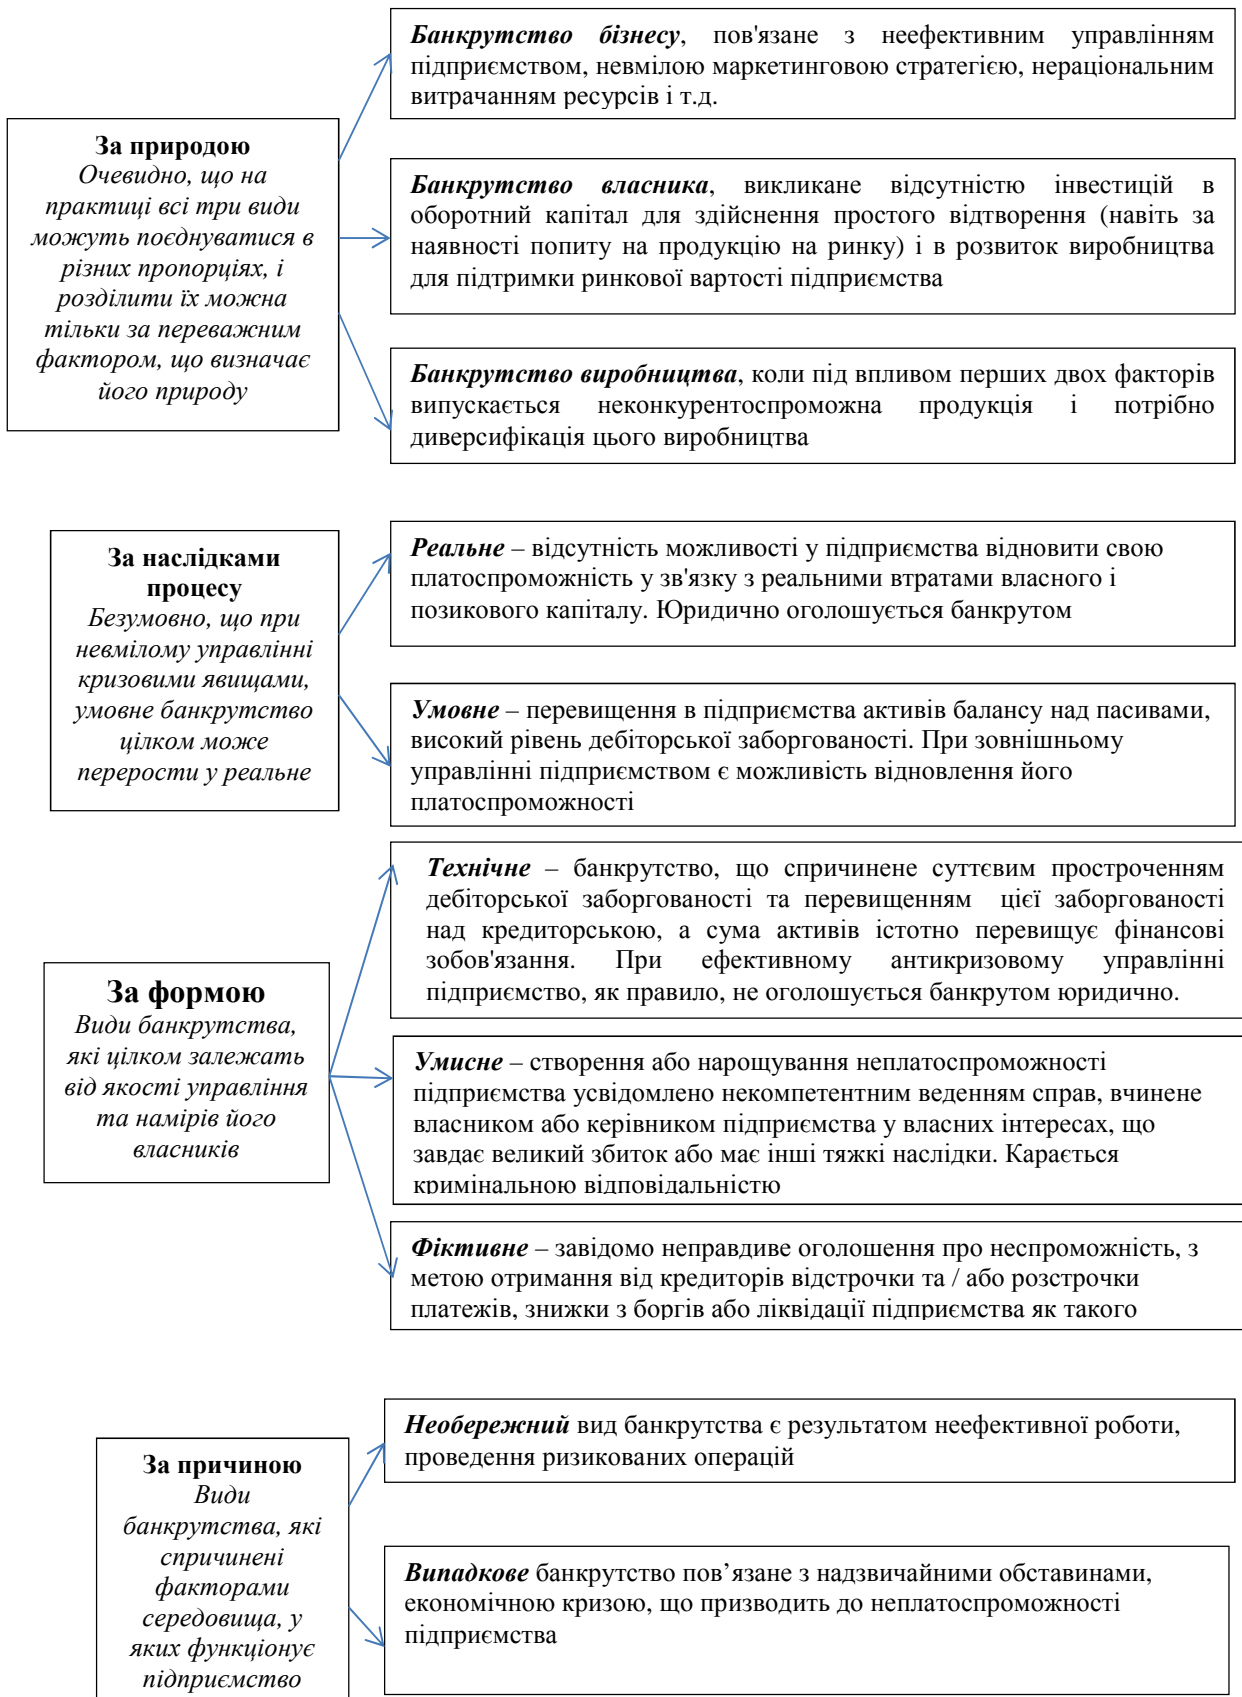 Банкрутство бізнесу, пов'язане з неефективним управлінням
підприємством, невмілою маркетинговою стратегією, нераціональним
витрачанням ресурсів і т.д.
За природою
Очевидно, що на
практиці всі три види
можуть поєднуватися в
різних пропорціях, і
розділити їх можна
тільки за переважним
фактором, що визначає
його природу
Банкрутство власника, викликане відсутністю інвестицій в
оборотний капітал для здійснення простого відтворення (навіть за
наявності попиту на продукцію на ринку) і в розвиток виробництва
для підтримки ринкової вартості підприємства
Банкрутство виробництва, коли під впливом перших двох факторів
випускається неконкурентоспроможна продукція і потрібно
диверсифікація цього виробництва
За наслідками
процесу
Безумовно, що при
невмілому управлінні
кризовими явищами,
умовне банкрутство
цілком може
перерости у реальне
Реальне – відсутність можливості у підприємства відновити свою
платоспроможність у зв'язку з реальними втратами власного і
позикового капіталу. Юридично оголошується банкрутом
Умовне – перевищення в підприємства активів балансу над пасивами,
високий рівень дебіторської заборгованості. При зовнішньому
управлінні підприємством є можливість відновлення його
платоспроможності
За формою
Види банкрутства,
які цілком залежать
від якості управління
та намірів його
власників
Технічне – банкрутство, що спричинене суттєвим простроченням
дебіторської заборгованості та перевищенням цієї заборгованості
над кредиторською, а сума активів істотно перевищує фінансові
зобов'язання. При ефективному антикризовому управлінні
підприємство, як правило, не оголошується банкрутом юридично.
Умисне – створення або нарощування неплатоспроможності
підприємства усвідомлено некомпетентним веденням справ, вчинене
власником або керівником підприємства у власних інтересах, що
завдає великий збиток або має інші тяжкі наслідки. Карається
кримінальною відповідальністю
Фіктивне – завідомо неправдиве оголошення про неспроможність, з
метою отримання від кредиторів відстрочки та / або розстрочки
платежів, знижки з боргів або ліквідації підприємства як такого
За причиною
Види
банкрутства, які
спричинені
факторами
середовища, у
яких функціонує
підприємство
Необережний вид банкрутства є результатом неефективної роботи,
проведення ризикованих операцій
Випадкове банкрутство пов’язане з надзвичайними обставинами,
економічною кризою, що призводить до неплатоспроможності
підприємства